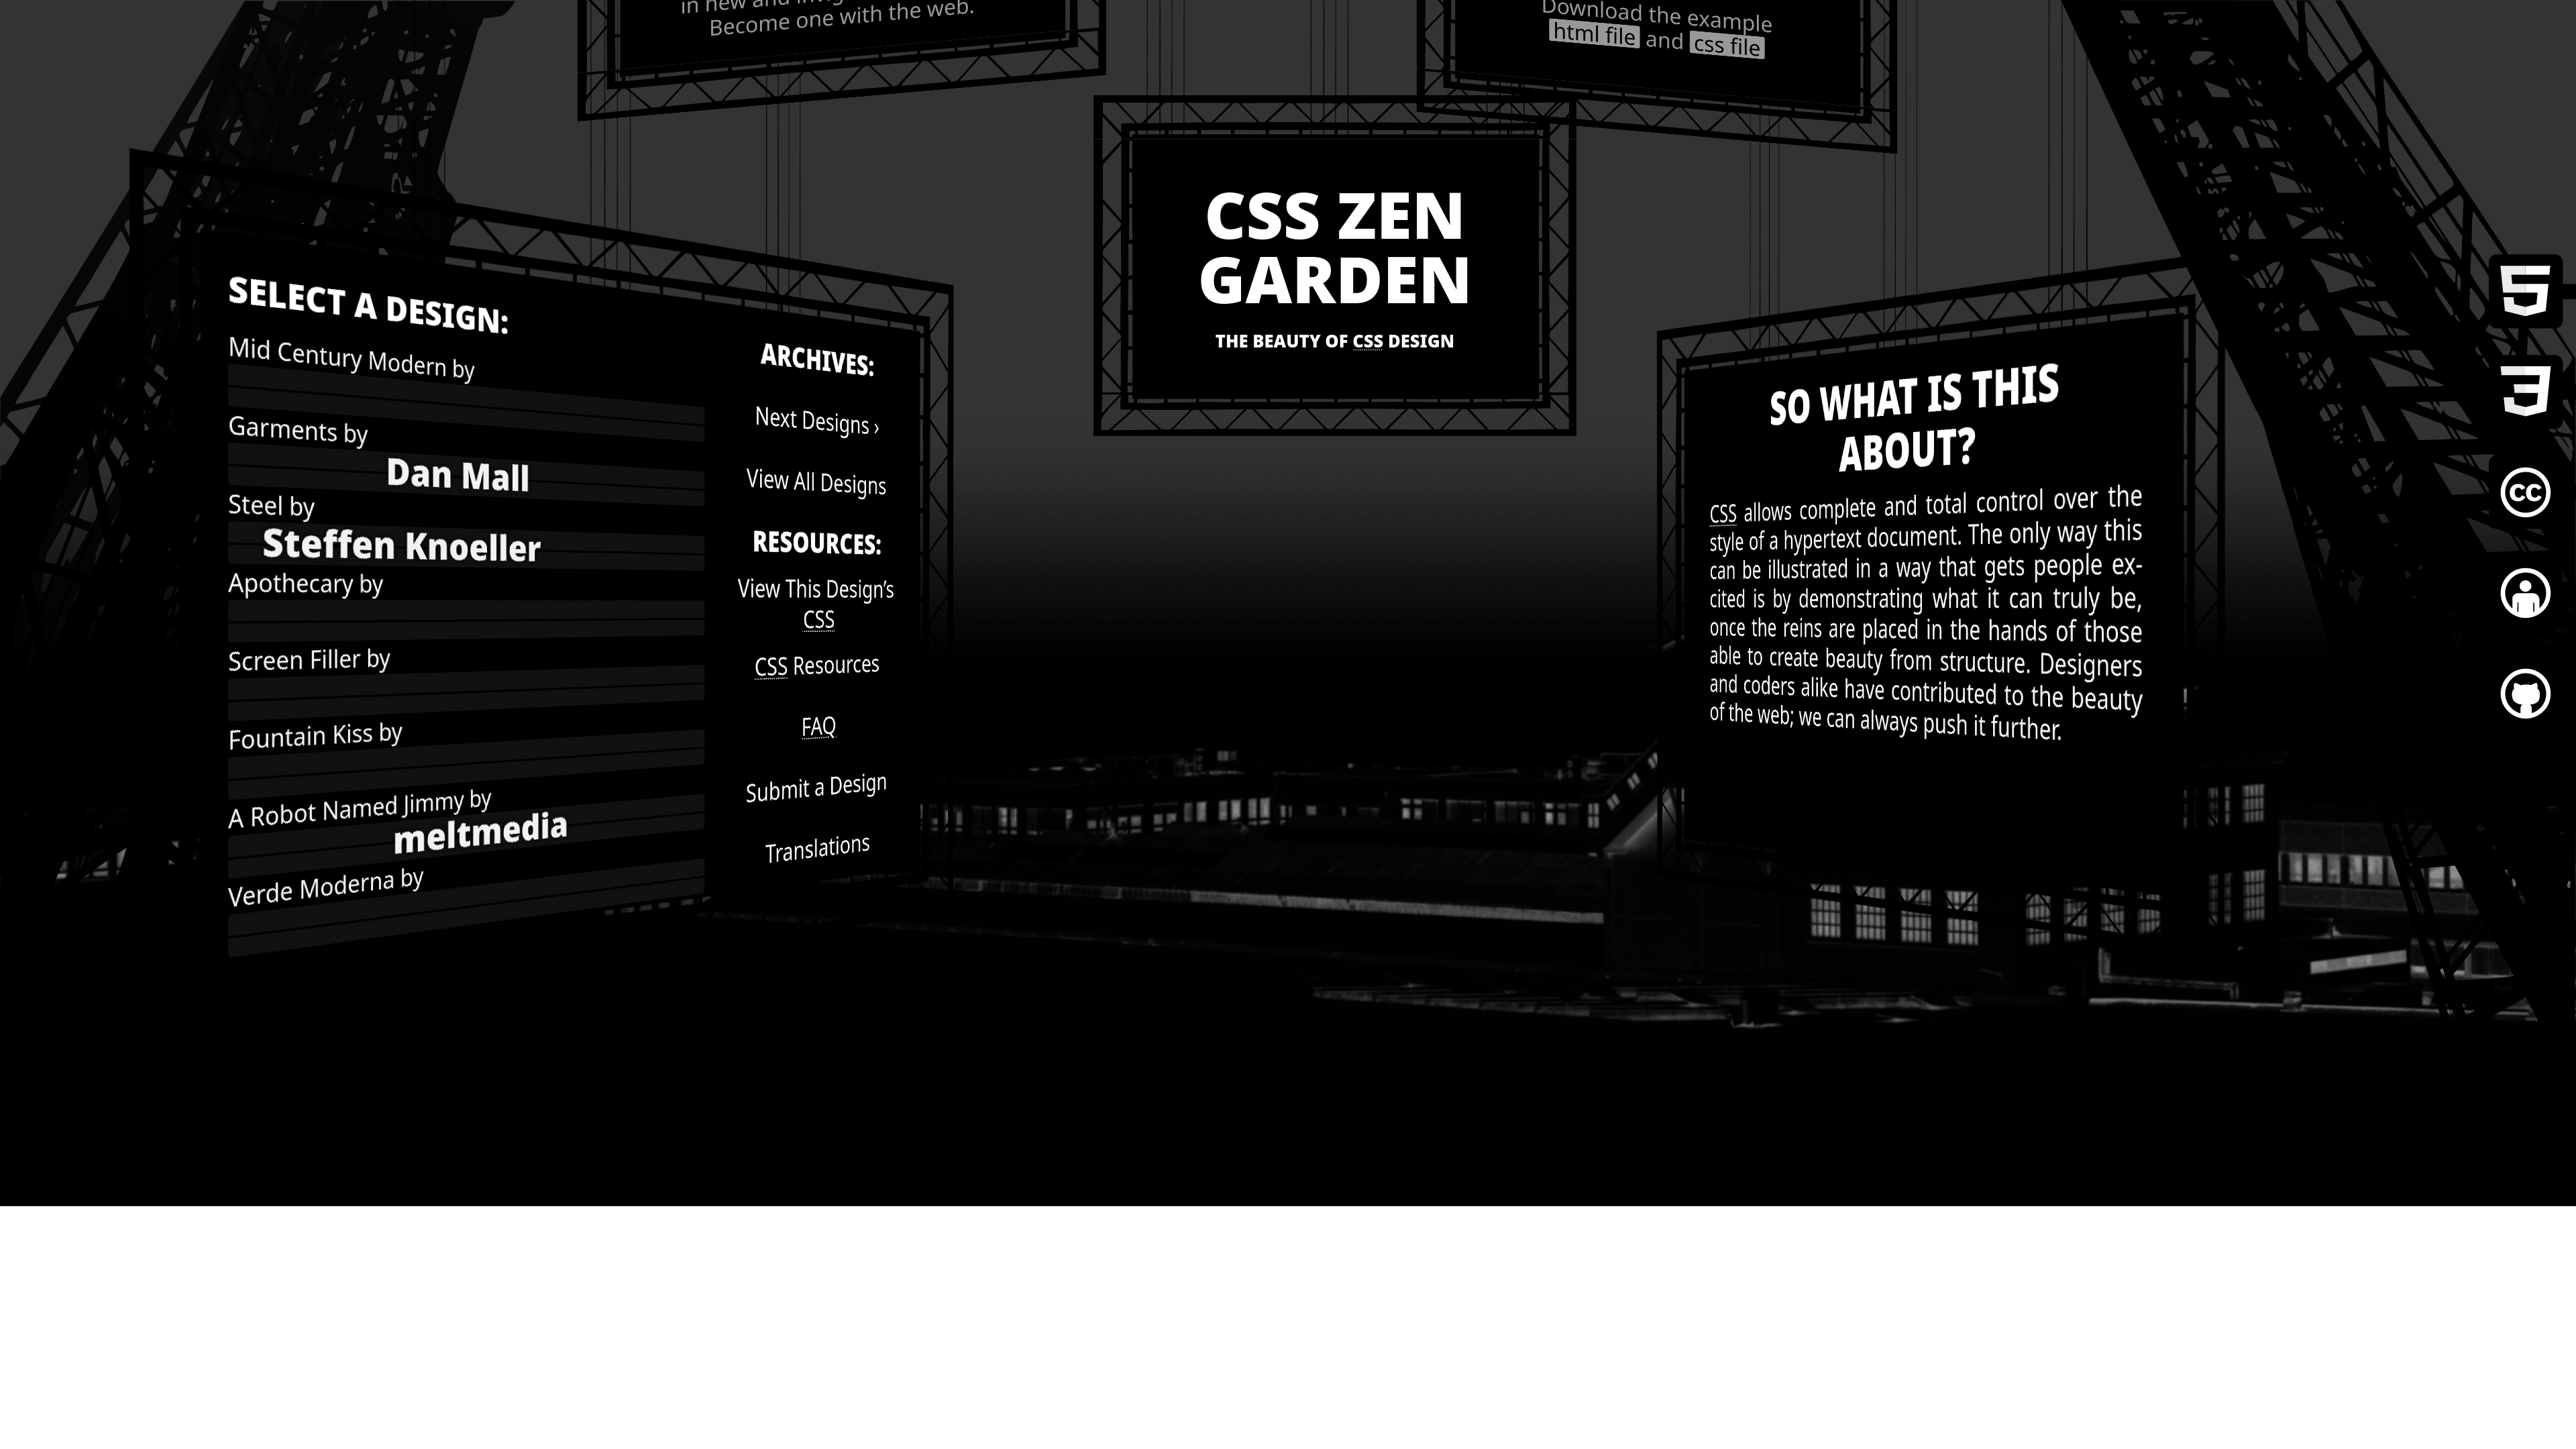 in new and
Become one with the web.
Download the example
html file and css file
CSS ZEN
GARDEN
THE BEAUTY OF CSS DESIGN
SELECT A DESIGN:
Mid Century Modern by
Garments by
Dan Mall
Steel by
Steffen Knoeller
Apothecary by
Screen Filler by
Fountain Kiss by
A Robot Named Jimmy by
meltmedia
Verde Moderna by
ARCHIVES:
Next Designs ›
View All Designs
RESOURCES:
View This Design’s
CSS
CSS Resources
FAQ
Submit a Design
Translations
SO WHAT IS THIS
ABOUT?
CSS allows complete and total control over the
style of a hypertext document. The only way this
can be illustrated in a way that gets people ex-
cited is by demonstrating what it can truly be,
once the reins are placed in the hands of those
able to create beauty from structure. Designers
and coders alike have contributed to the beauty
of the web; we can always push it further.
5
3
cc